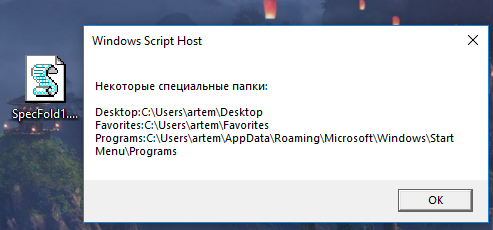 Windows Script Host
Некоторые специальные папки:
SpecFold1....
Desktop:C:\Users\artem\Desktop
Favorites:C:\Users\artem\Favorites
Programs:C:\Users\artem\AppData\Roaming\Microsoft\Windows\Start
Menu\Programs
OK